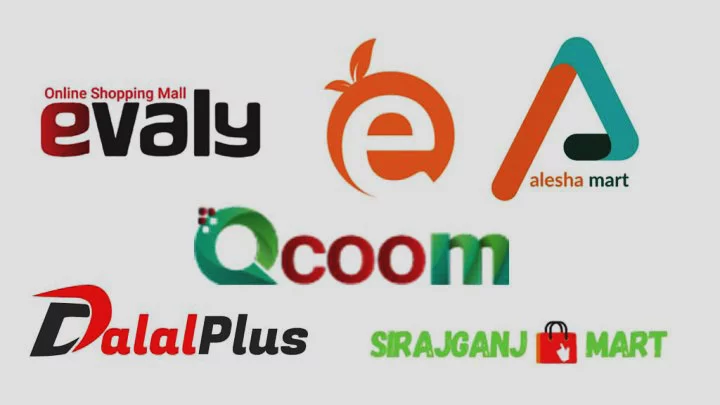 Online Shopping Mall
evaly
e
alesha mart
Qcoom
DalalPlus
SIRAJGANJ MART